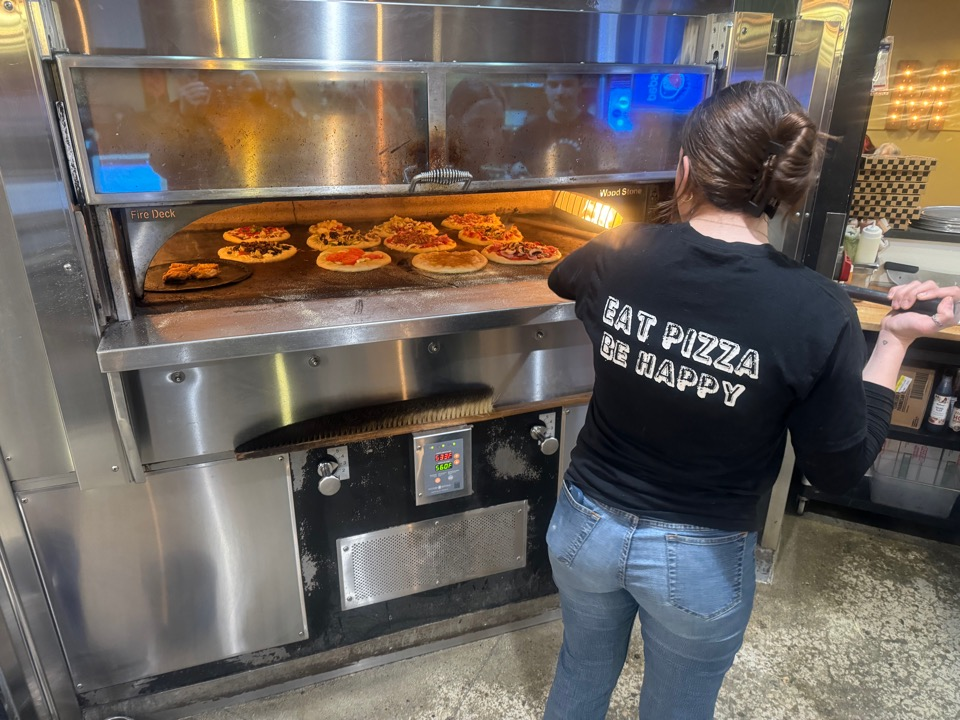 Fire Deck
Wood Stone
EAT PIZZA
BE HAPPY
560F